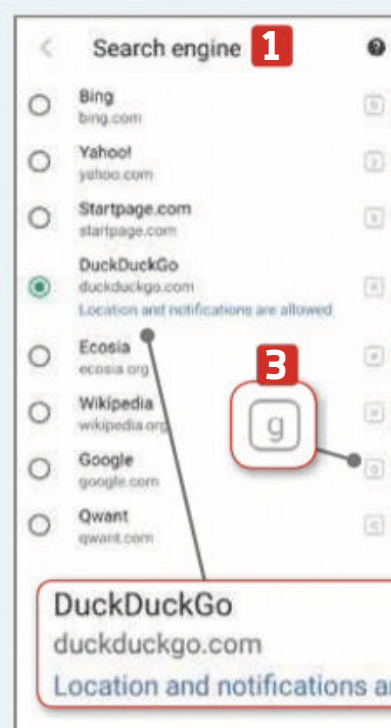 Search engine 1
Bing
bing.com
Yahoo!
yahoo.com
Startpage.com
startpage.com
DuckDuckGo
duckduckgo.com
Location and notifications are allowed
Ecosia
ecosia.org
3
Wikipedia
wikipedia.org
g
Google
google.com
Qwant
qwant.com
DuckDuckGo
duckduckgo.com
Location and notifications ar